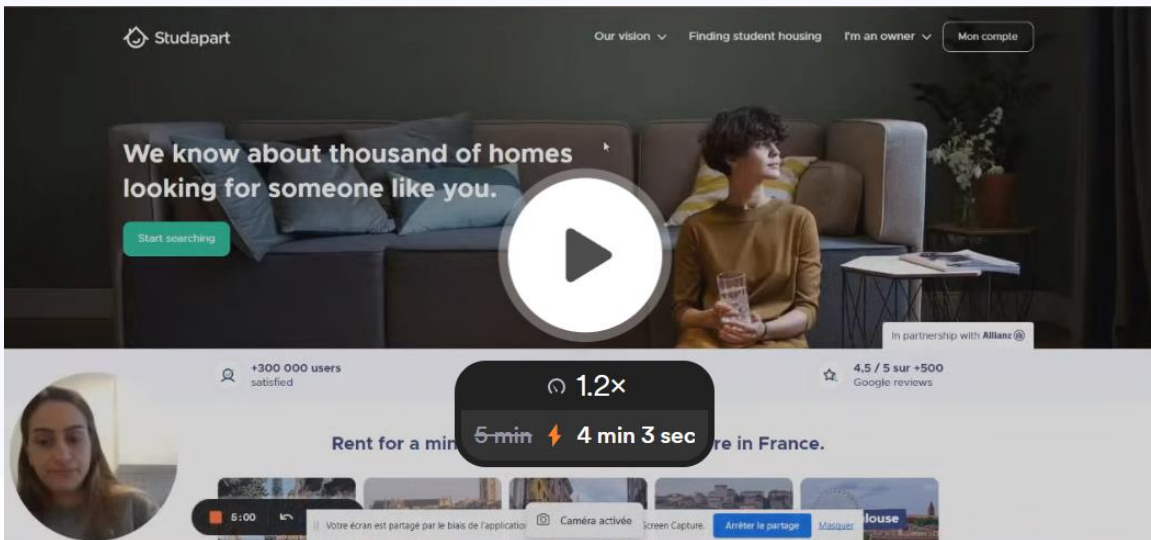 Studapart
Our vision
Finding student housing
I'm an owner
Mon compte
We know about thousand of homes
looking for someone like you.
Start searching
In partnership with Allianz
+300 000 users
satisfied
1.2×
4.5 / 5 sur +500
Google reviews
5 min 4 min 3 sec
Rent for a min
re in France.
5:00
Votre écran est partagé par le biais de l'application
Caméra activée
Screen Capture.
Arrêter le partage
Masquer
louse